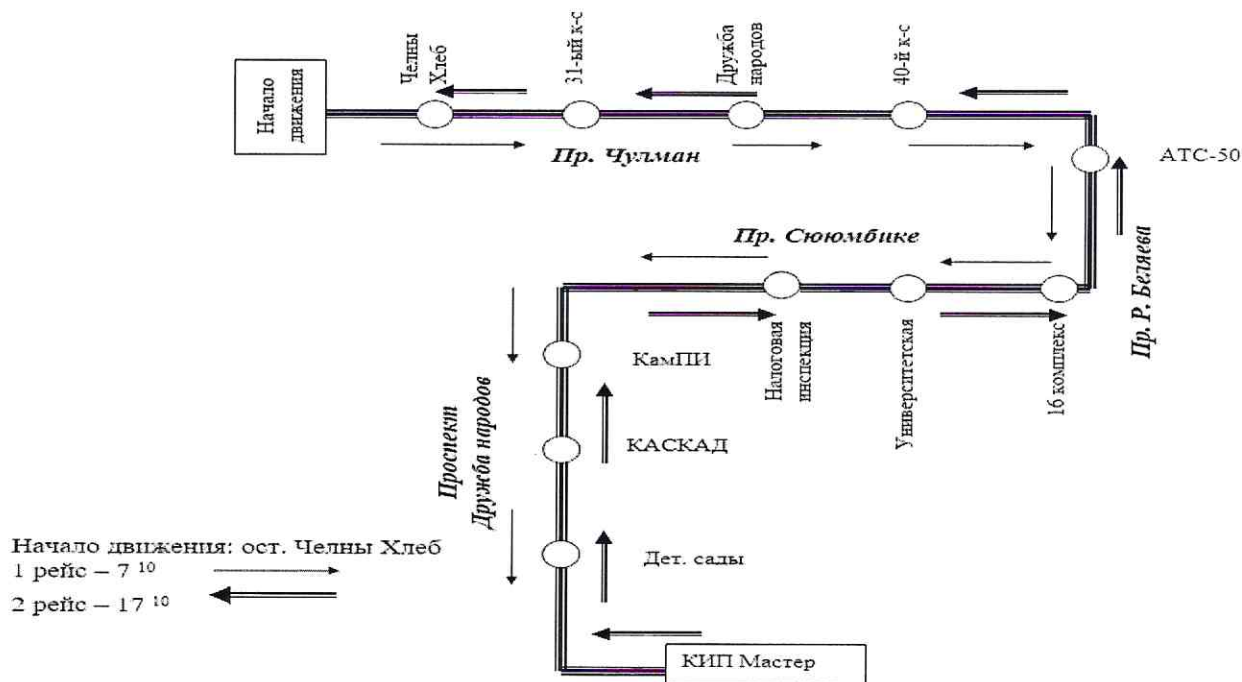 Челны
Хлеб
31-ый к-с
Дружба
народов
40-й к-с
Начало
движения
Пр. Чулман
АТС-50
Пр. Сююмбике
Пр. Р. Беляева
Налоговая
инспекция
Университетская
16 комплекс
КамПИ
КАСКАД
Проспект
Дружба народов
Дет. сады
Начало движения: ост. Челны Хлеб
1 рейс – 7 10
2 рейс – 17 10
КИП Мастер